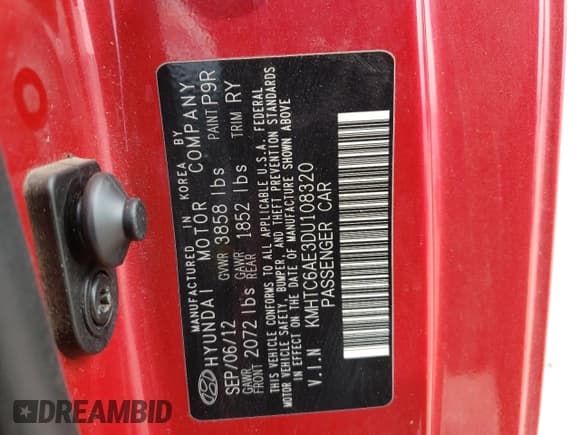 MANUFACTURED IN KOREA BY
HYUNDAI MOTOR COMPANY
SEP/06/12 GVWR 3858 lbs PAINT P9R
GAWR FRONT 2072 lbs GAWR REAR 1852 lbs TRIM RY
THIS VEHICLE CONFORMS TO ALL APPLICABLE U.S.A. FEDERAL
MOTOR VEHICLE SAFETY, BUMPER, AND THEFT PREVENTION STANDARDS
IN EFFECT ON THE DATE OF MANUFACTURE SHOWN ABOVE
V.I.N KMHTC6AE3DU108320
PASSENGER CAR
DREAMBID